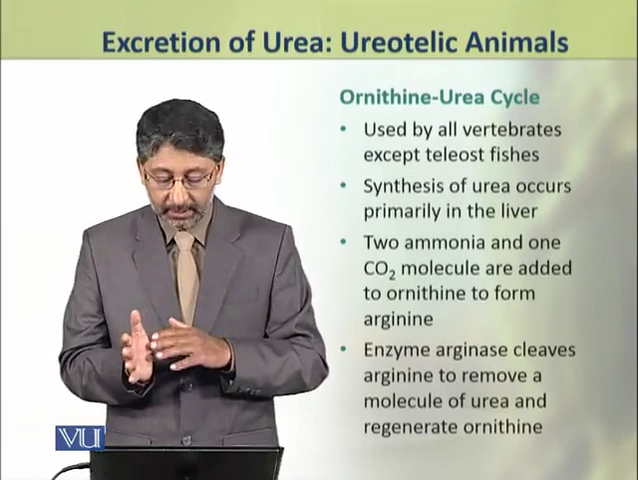 Excretion of Urea: Ureotelic Animals
Ornithine-Urea Cycle
• Used by all vertebrates
except teleost fishes
• Synthesis of urea occurs
primarily in the liver
• Two ammonia and one
CO₂ molecule are added
to ornithine to form
arginine
• Enzyme arginase cleaves
arginine to remove a
molecule of urea and
regenerate ornithine
VU